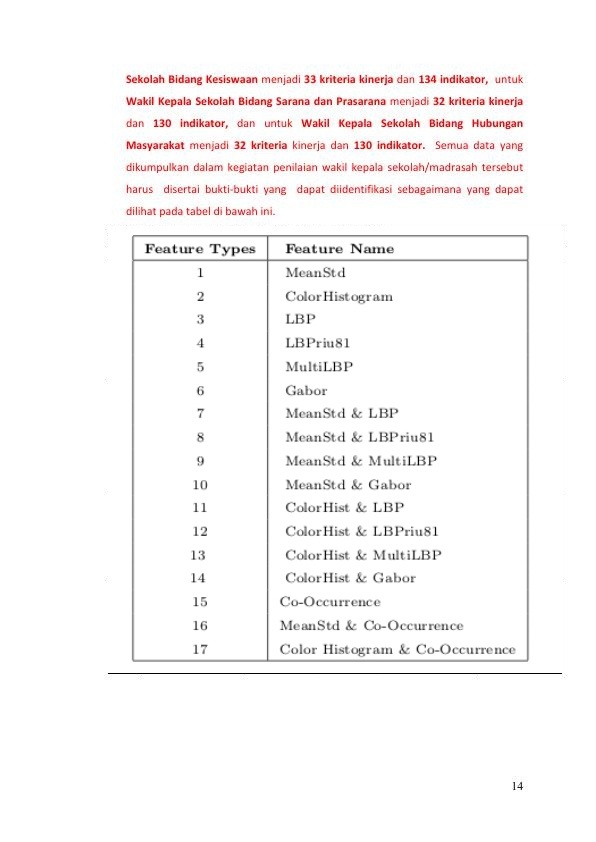 Sekolah Bidang Kesiswaan menjadi 33 kriteria kinerja dan 134 indikator, untuk
Wakil Kepala Sekolah Bidang Sarana dan Prasarana menjadi 32 kriteria kinerja
dan 130 indikator, dan untuk Wakil Kepala Sekolah Bidang Hubungan
Masyarakat menjadi 32 kriteria kinerja dan 130 indikator. Semua data yang
dikumpulkan dalam kegiatan penilaian wakil kepala sekolah/madrasah tersebut
harus disertai bukti-bukti yang dapat diidentifikasi sebagaimana yang dapat
dilihat pada tabel di bawah ini.
Feature Types Feature Name
1 MeanStd
2 ColorHistogram
3 LBP
4 LBPriu81
5 MultiLBP
6 Gabor
7 MeanStd & LBP
8 MeanStd & LBPriu81
9 MeanStd & MultiLBP
10 MeanStd & Gabor
11 ColorHist & LBP
12 ColorHist & LBPriu81
13 ColorHist & MultiLBP
14 ColorHist & Gabor
15 Co-Occurrence
16 MeanStd & Co-Occurrence
17 Color Histogram & Co-Occurrence
14